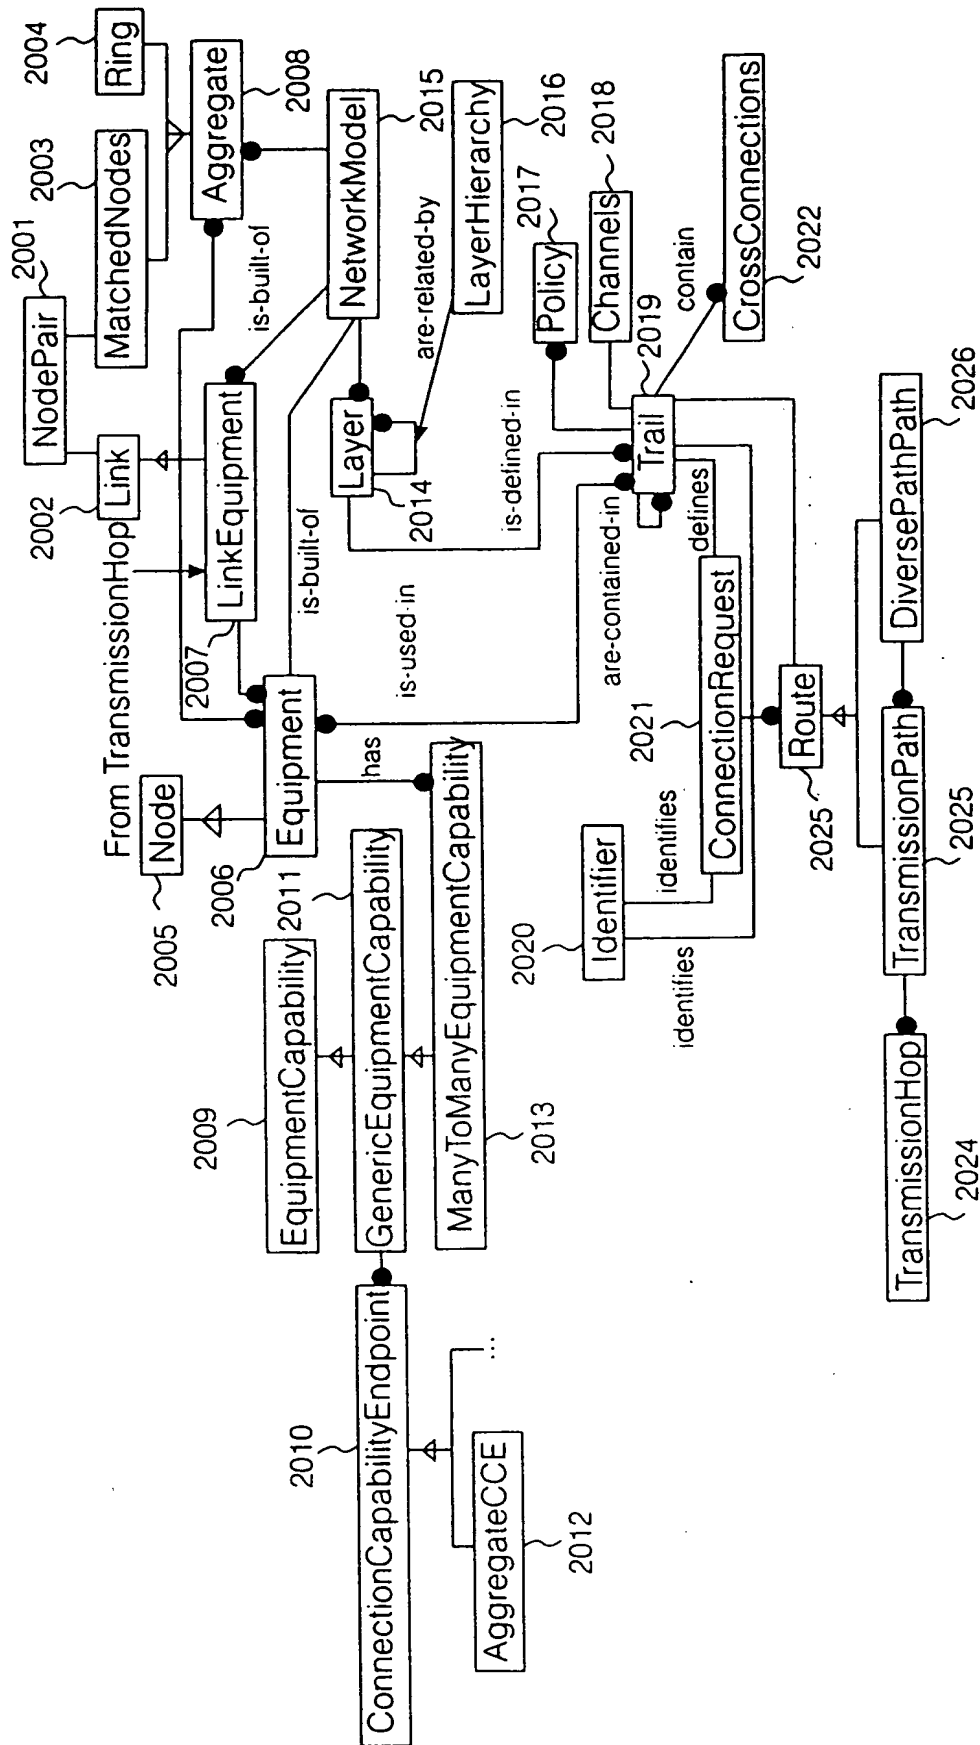 2004
Ring
2003
MatchedNodes
2001
NodePair
2002
Link
From TransmissionHop
Aggregate
2008
is-built-of
LinkEquipment
2007
NetworkModel
2015
is-built-of
Layer
2014
are-related-by
LayerHierarchy
2016
Node
2005
Equipment
2006
has
is-used-in
EquipmentCapability
2009
GenericEquipmentCapability
2011
ManyToManyEquipmentCapability
2013
ConnectionCapabilityEndpoint
2010
AggregateCCE
2012
...
is-defined-in
Policy
2017
Channels
2018
Trail
2019
contain
CrossConnections
2022
are-contained-in
defines
ConnectionRequest
2021
Identifier
2020
identifies
identifies
Route
2025
TransmissionHop
2024
TransmissionPath
2025
DiversePathPath
2026